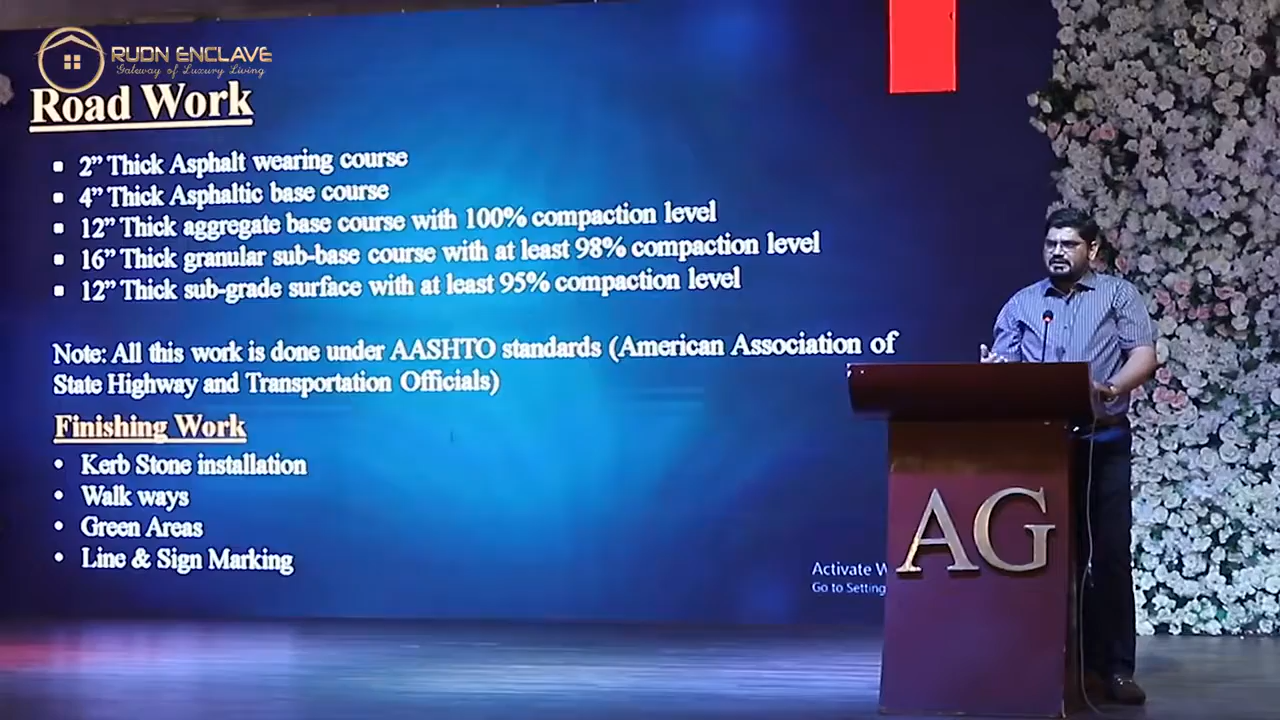 RUDN ENCLAVE
Gateway of Luxury Living
Road Work
2” Thick Asphalt wearing course
4” Thick Asphaltic base course
12” Thick aggregate base course with 100% compaction level
16” Thick granular sub-base course with at least 98% compaction level
12” Thick sub-grade surface with at least 95% compaction level
Note: All this work is done under AASHTO standards (American Association of
State Highway and Transportation Officials)
Finishing Work
Kerb Stone installation
Walk ways
Green Areas
Line & Sign Marking
Activate W
Go to Setting
AG